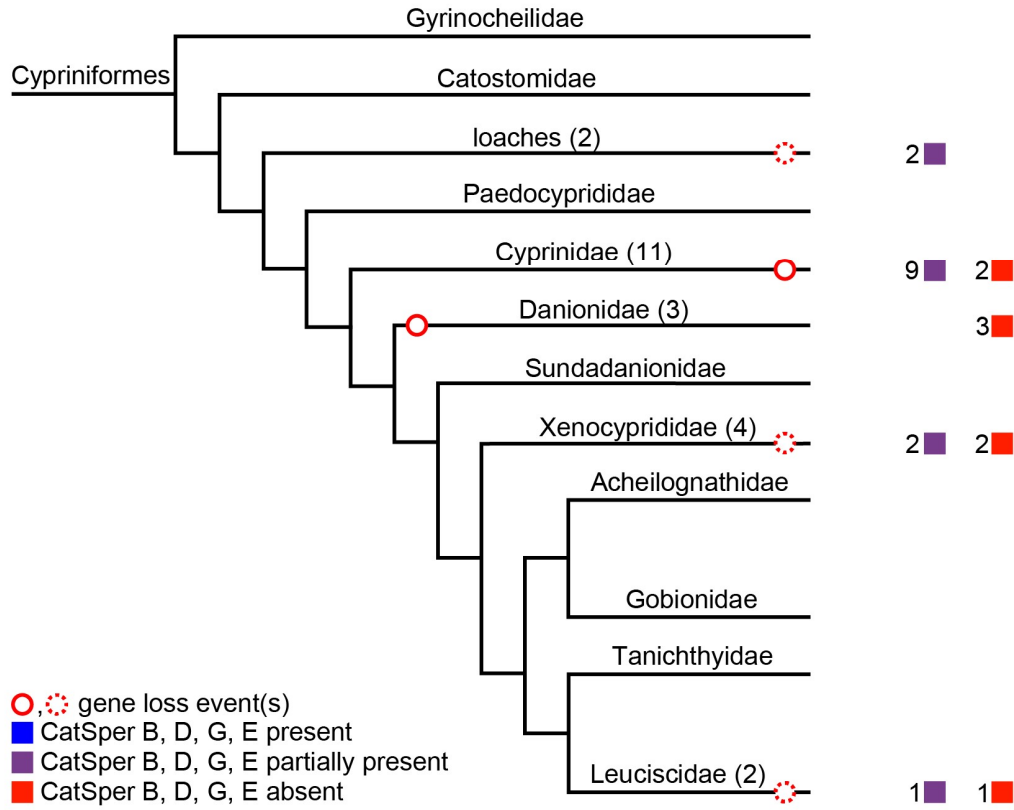 Gyrinocheilidae
Cypriniformes
Catostomidae
loaches (2)
2
Paedocyprididae
Cyprinidae (11)
9 2
Danionidae (3)
3
Sundadanionidae
Xenocyprididae (4)
2 2
Acheilognathidae
Gobionidae
Tanichthyidae
Leuciscidae (2)
1 1
, gene loss event(s)
CatSper B, D, G, E present
CatSper B, D, G, E partially present
CatSper B, D, G, E absent